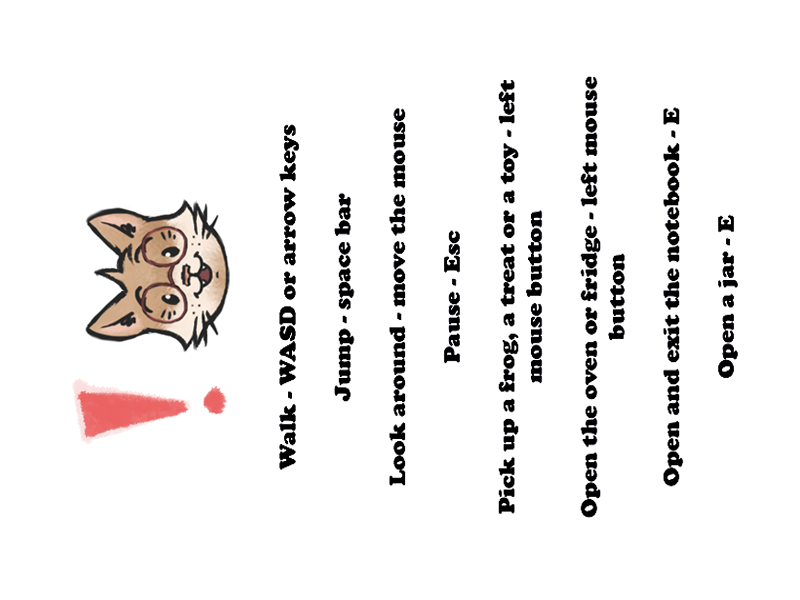 !
Walk - WASD or arrow keys
Jump - space bar
Look around - move the mouse
Pause - Esc
Pick up a frog, a treat or a toy - left
mouse button
Open the oven or fridge - left mouse
button
Open and exit the notebook - E
Open a jar - E